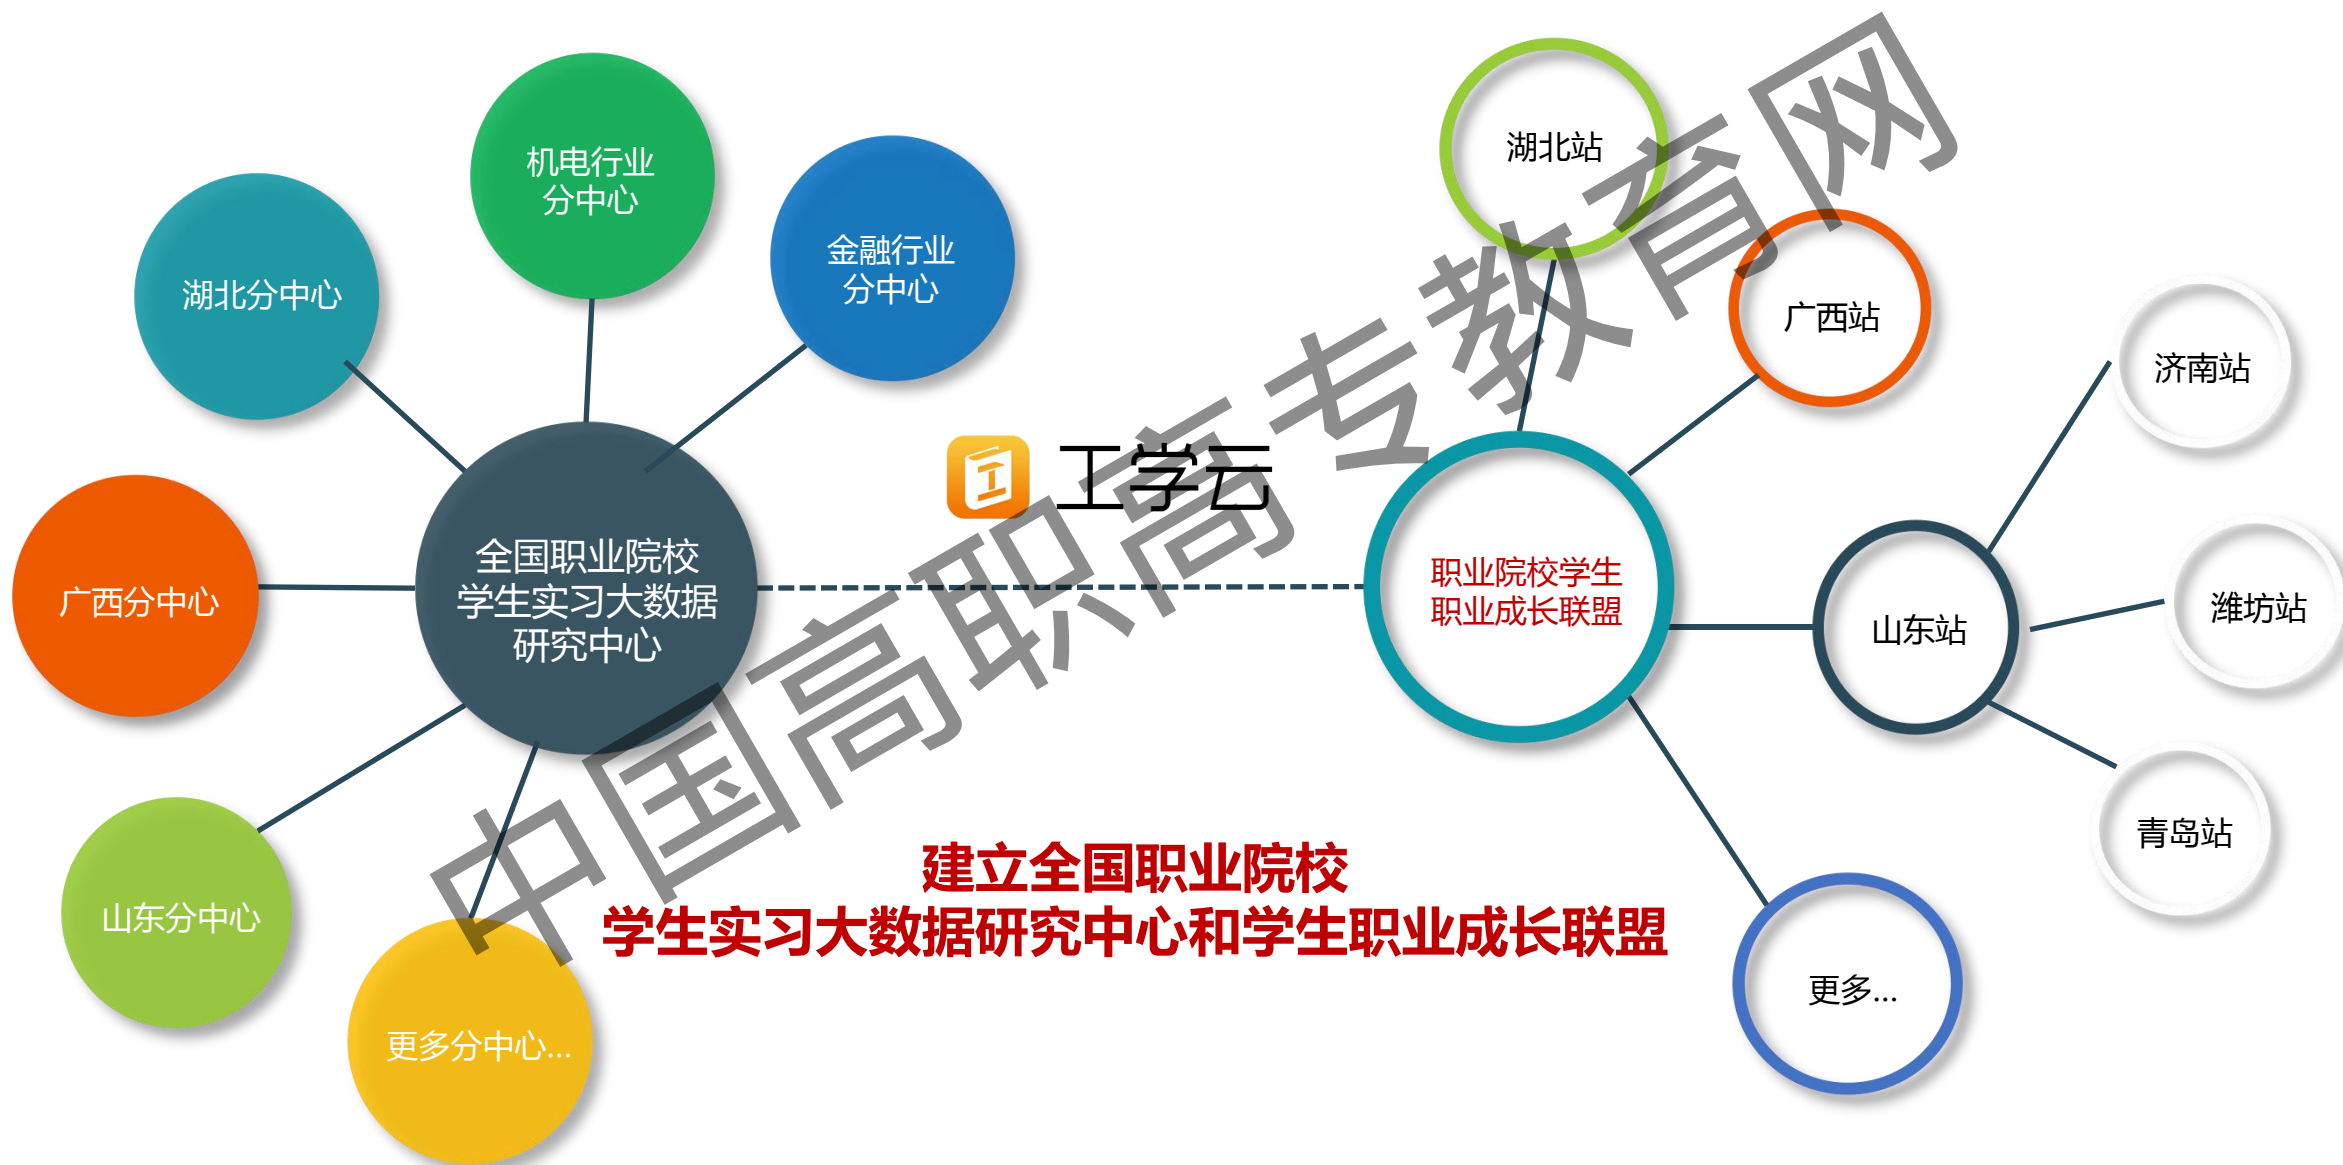 机电行业
分中心
金融行业
分中心
湖北分中心
广西分中心
全国职业院校
学生实习大数据
研究中心
山东分中心
更多分中心...
工学云
湖北站
广西站
职业院校学生
职业成长联盟
山东站
济南站
潍坊站
青岛站
更多...
建立全国职业院校
学生实习大数据研究中心和学生职业成长联盟
中国高职高专教育网